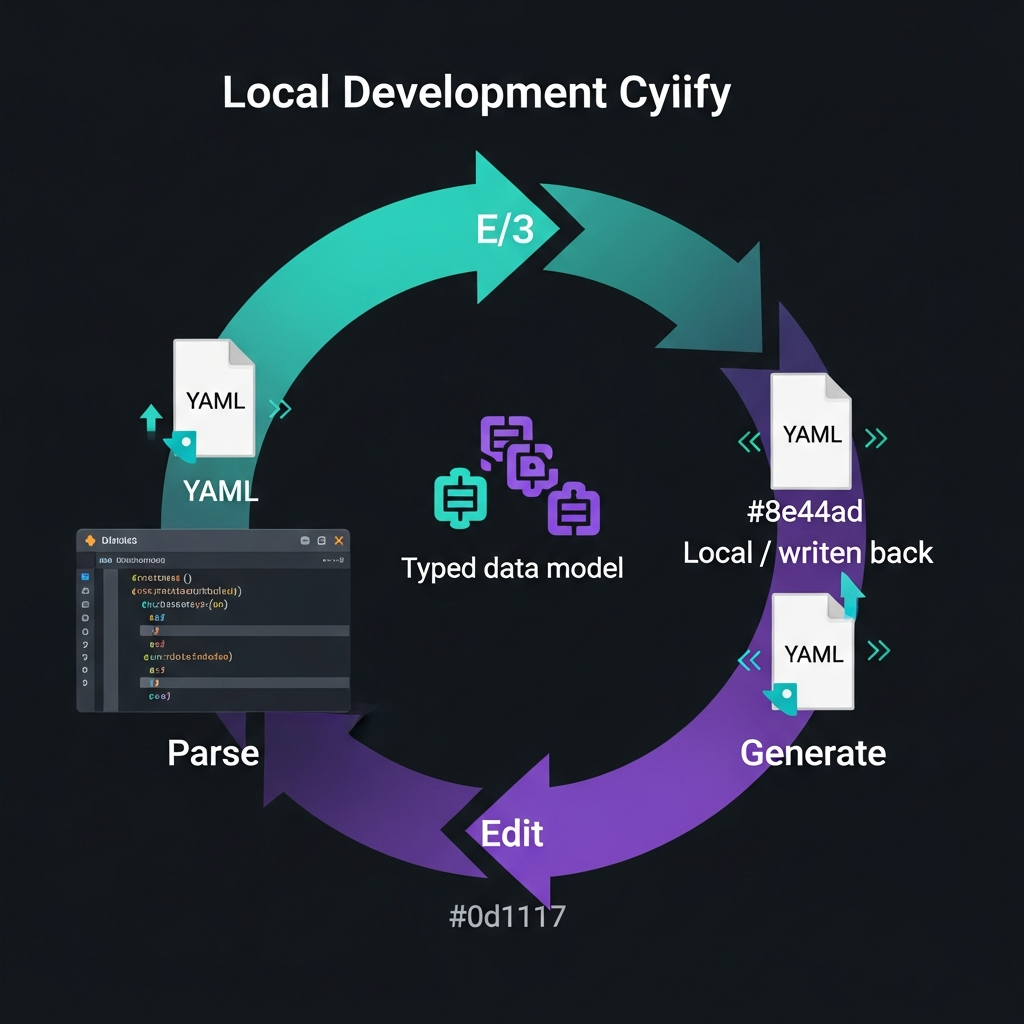 Local Development Cyiify
E/3
YAML
YAML
YAML
#8e44ad
Local / writen back
Typed data model
YAML
Parse
Generate
Edit
#0d1117